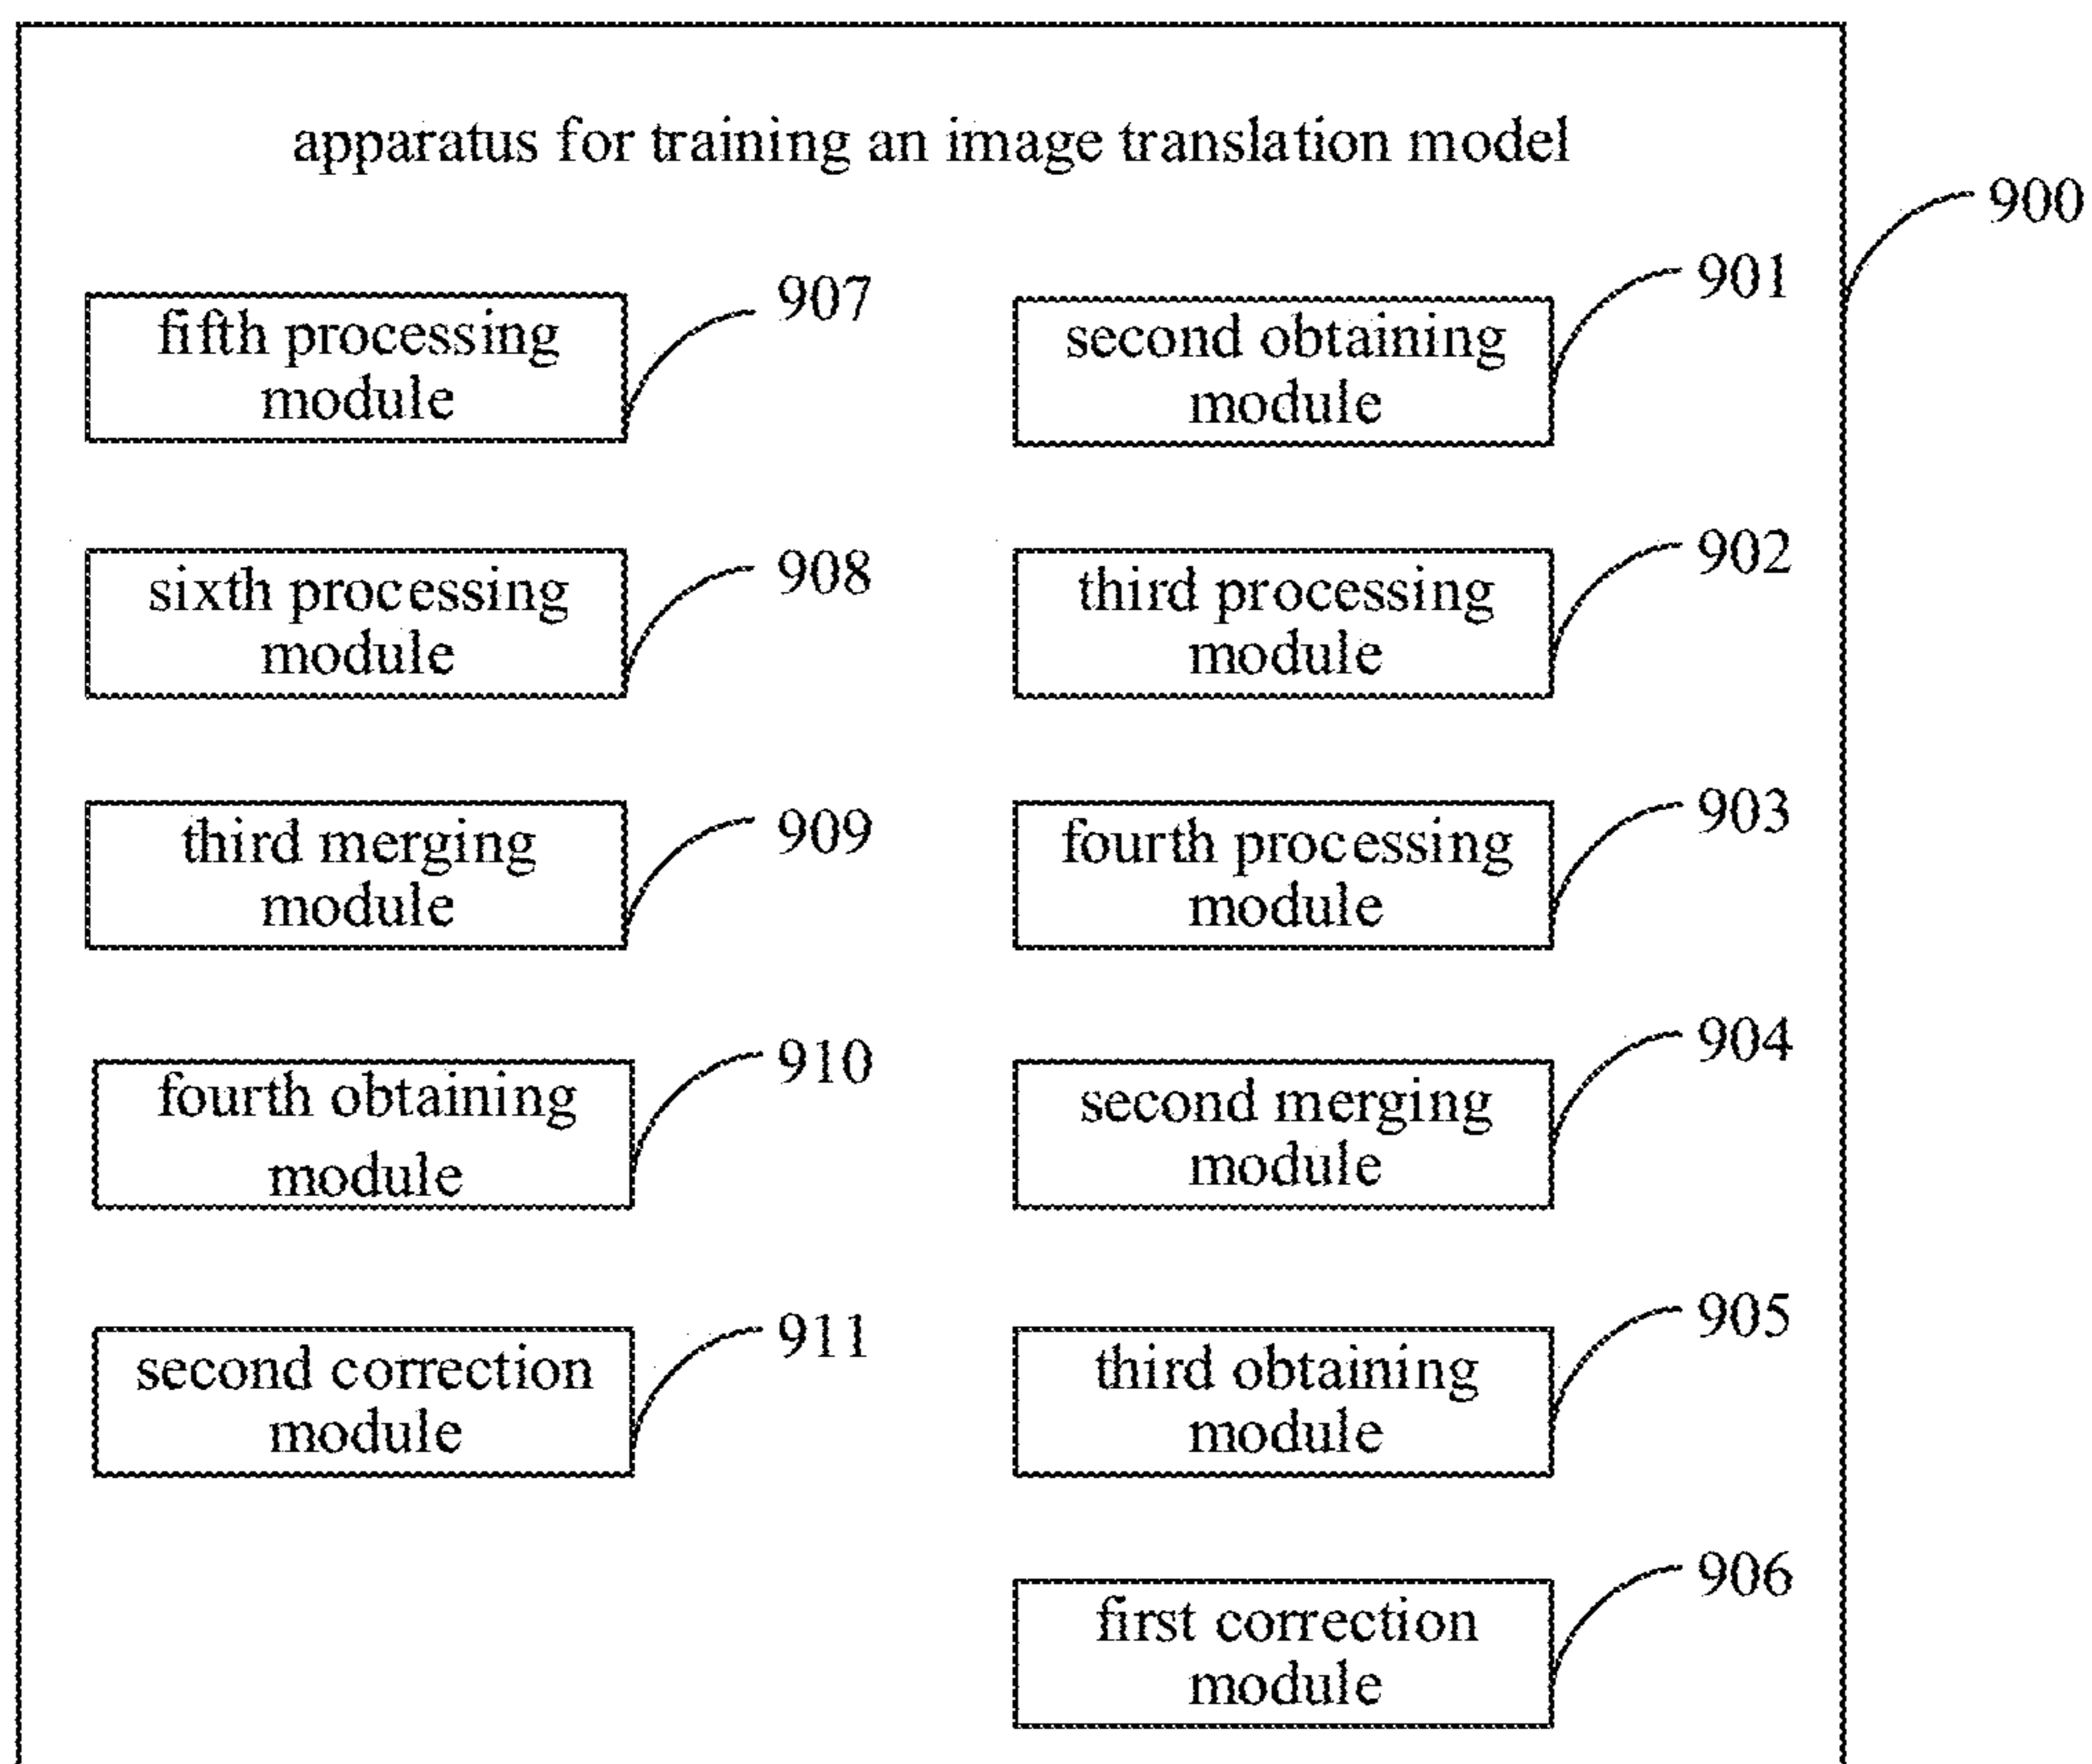 apparatus for training an image translation model
900
fifth processing
module
907
second obtaining
module
901
sixth processing
module
908
third processing
module
902
third merging
module
909
fourth processing
module
903
fourth obtaining
module
910
second merging
module
904
second correction
module
911
third obtaining
module
905
first correction
module
906